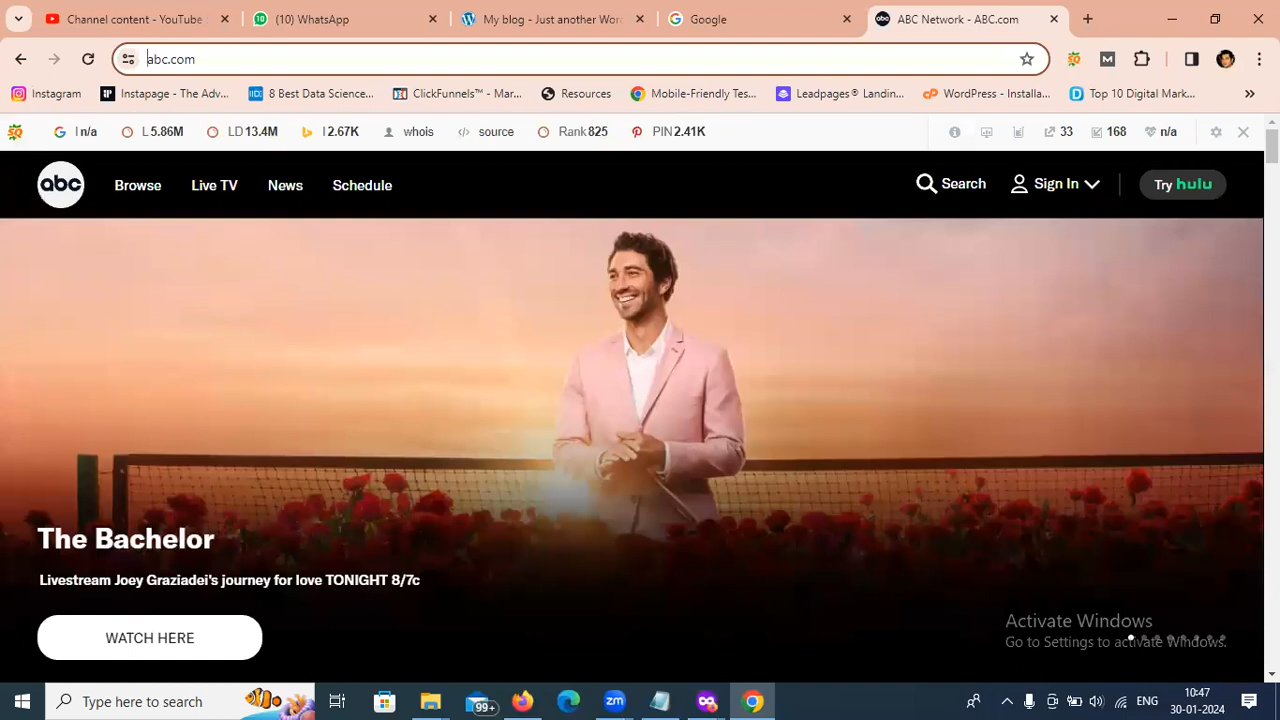 Channel content - YouTube
(10) WhatsApp
My blog - Just another Wor
Google
ABC Network - ABC.com
abc.com
Instagram
Instapage - The Adv...
8 Best Data Science...
ClickFunnels™ - Mar...
Resources
Mobile-Friendly Tes...
Leadpages® Landin...
WordPress - Installa...
Top 10 Digital Mark...
I n/a
L 5.86M
LD 13.4M
I 2.67K
whois
source
Rank 825
PIN 2.41K
33
168
n/a
abc
Browse
Live TV
News
Schedule
Search
Sign In
Try hulu
The Bachelor
Livestream Joey Graziadei's journey for love TONIGHT 8/7c
WATCH HERE
Activate Windows
Go to Settings to activate Windows.
Type here to search
99+
zm
ENG
10:47
30-01-2024